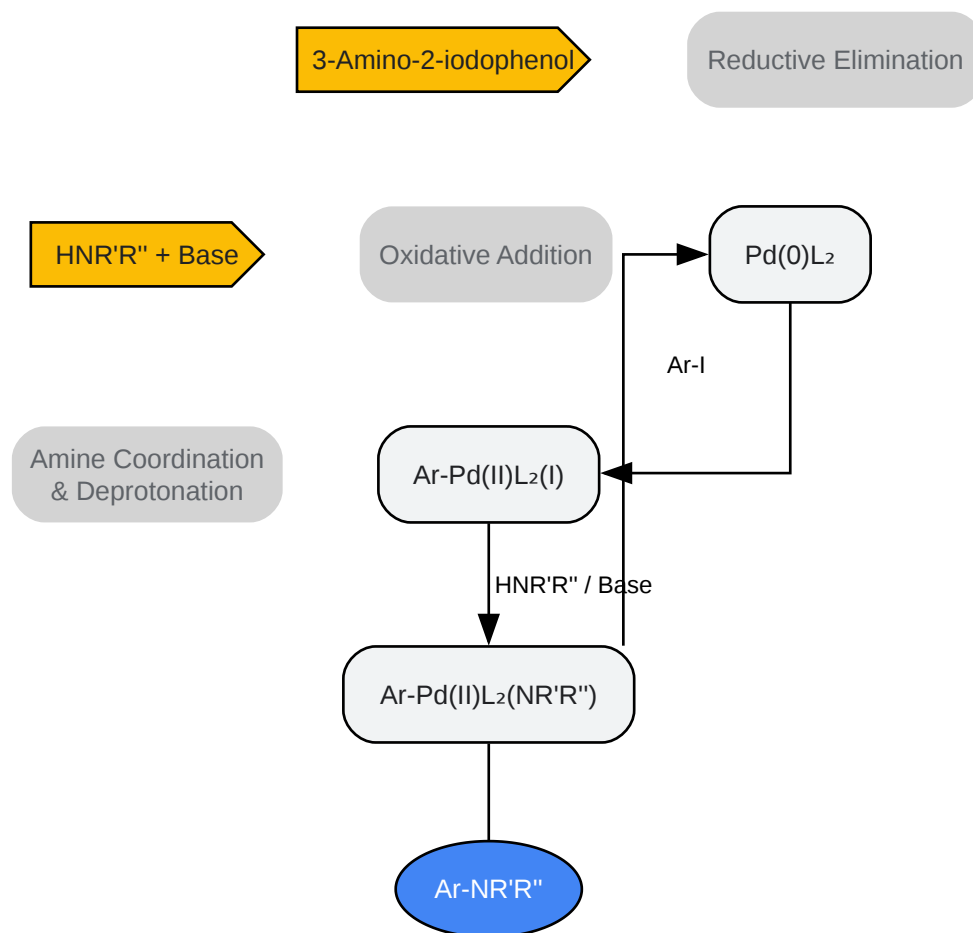 3-Amino-2-iodophenol
Reductive Elimination
HNR'R" + Base
Oxidative Addition
Pd(0)L₂
Ar-I
Amine Coordination
& Deprotonation
Ar-Pd(II)L₂(I)
HNR'R" / Base
Ar-Pd(II)L₂(NR'R")
Ar-NR'R"